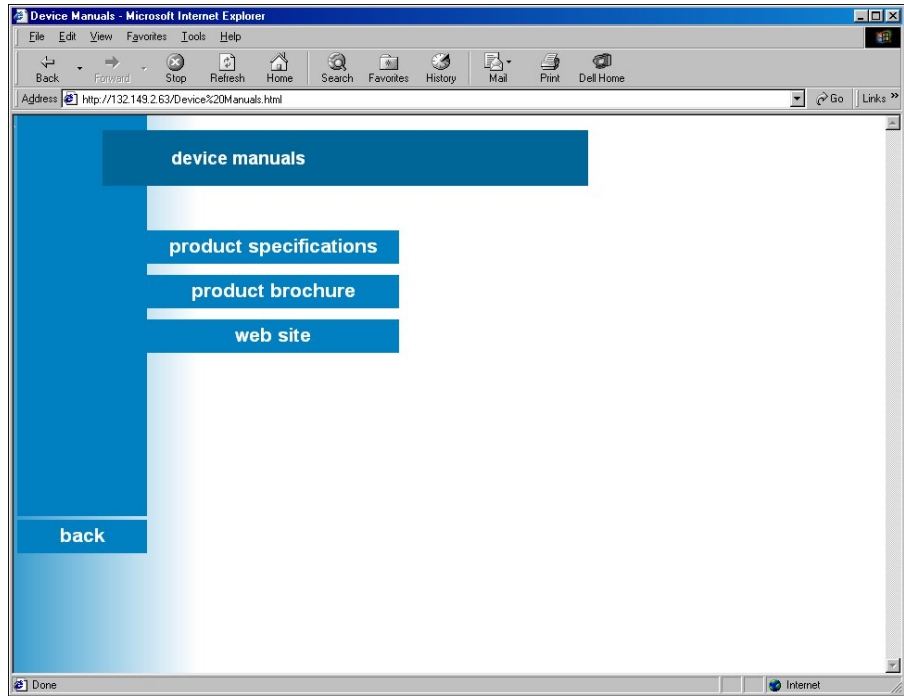 Device Manuals - Microsoft Internet Explorer
File Edit View Favorites Tools Help
Back Forward Stop Refresh Home Search Favorites History Mail Print Dell Home
Address http://132.149.2.63/Device%20Manuals.html Go Links »
device manuals
product specifications
product brochure
web site
back
Done Internet